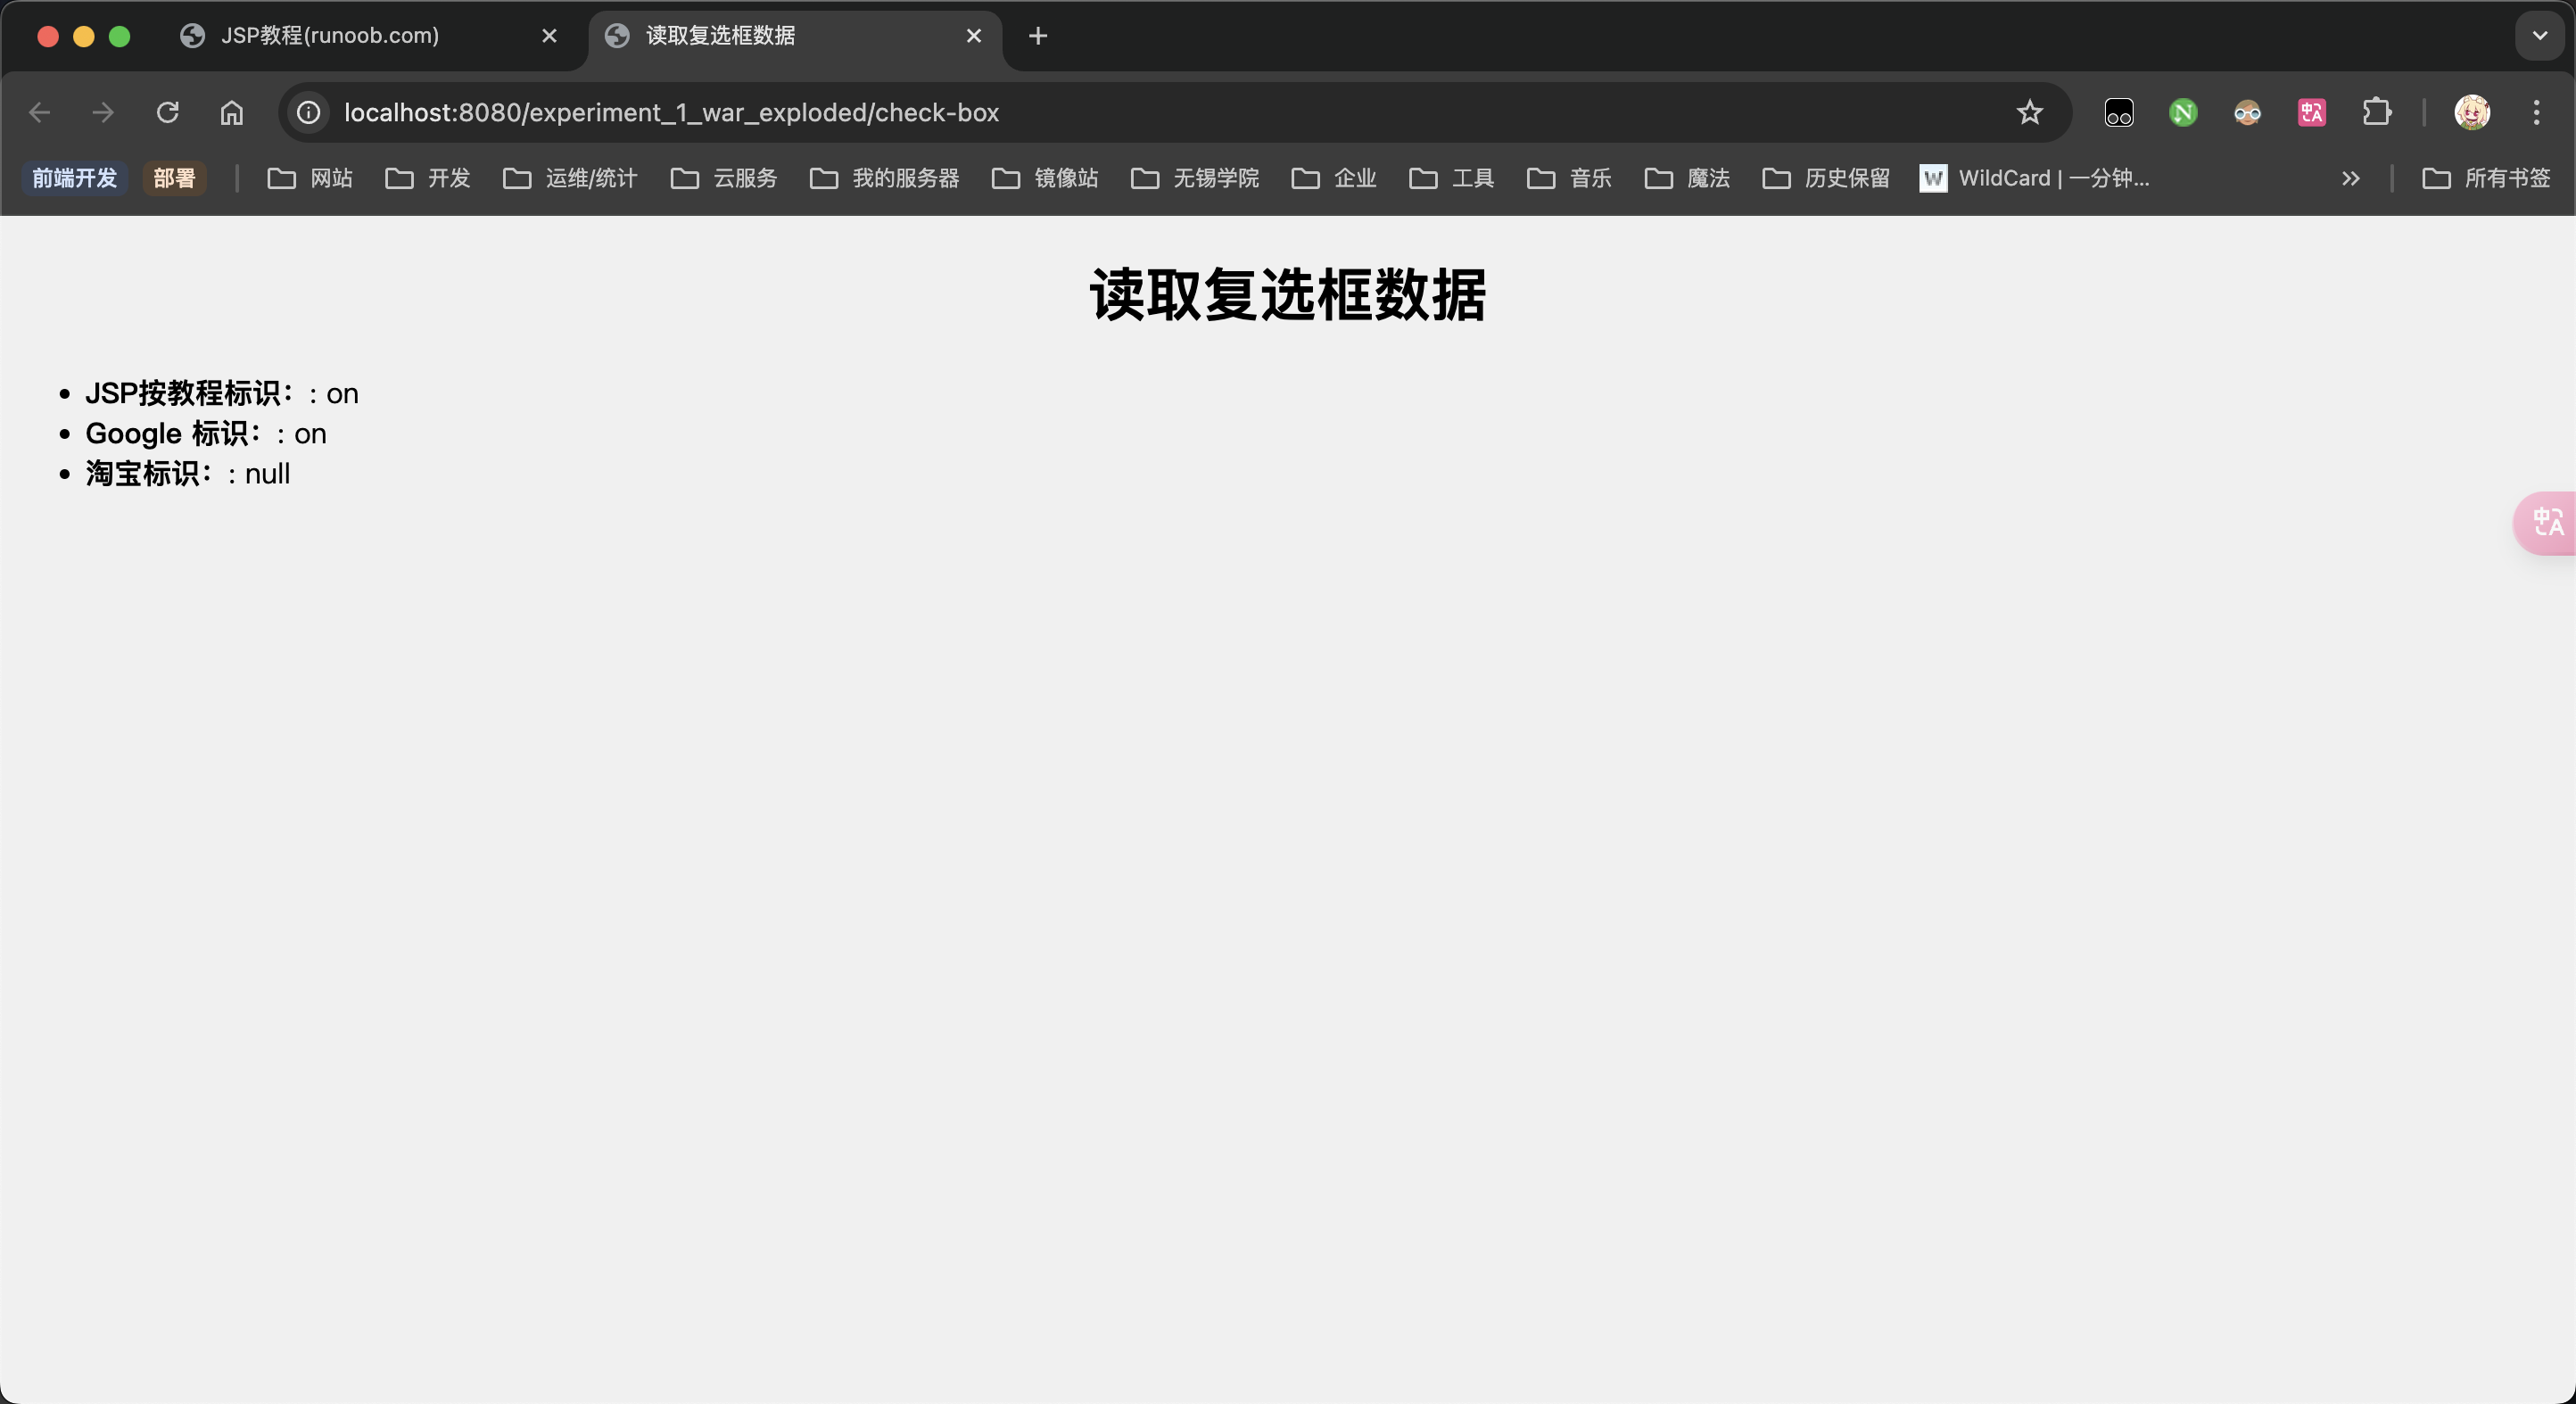 JSP教程(runoob.com)
读取复选框数据
localhost:8080/experiment_1_war_exploded/check-box
前端开发 部署 网站 开发 运维/统计 云服务 我的服务器 镜像站 无锡学院 企业 工具 音乐 魔法 历史保留 W WildCard | 一分钟... 所有书签
读取复选框数据
JSP按教程标识：: on
Google 标识：: on
淘宝标识：: null